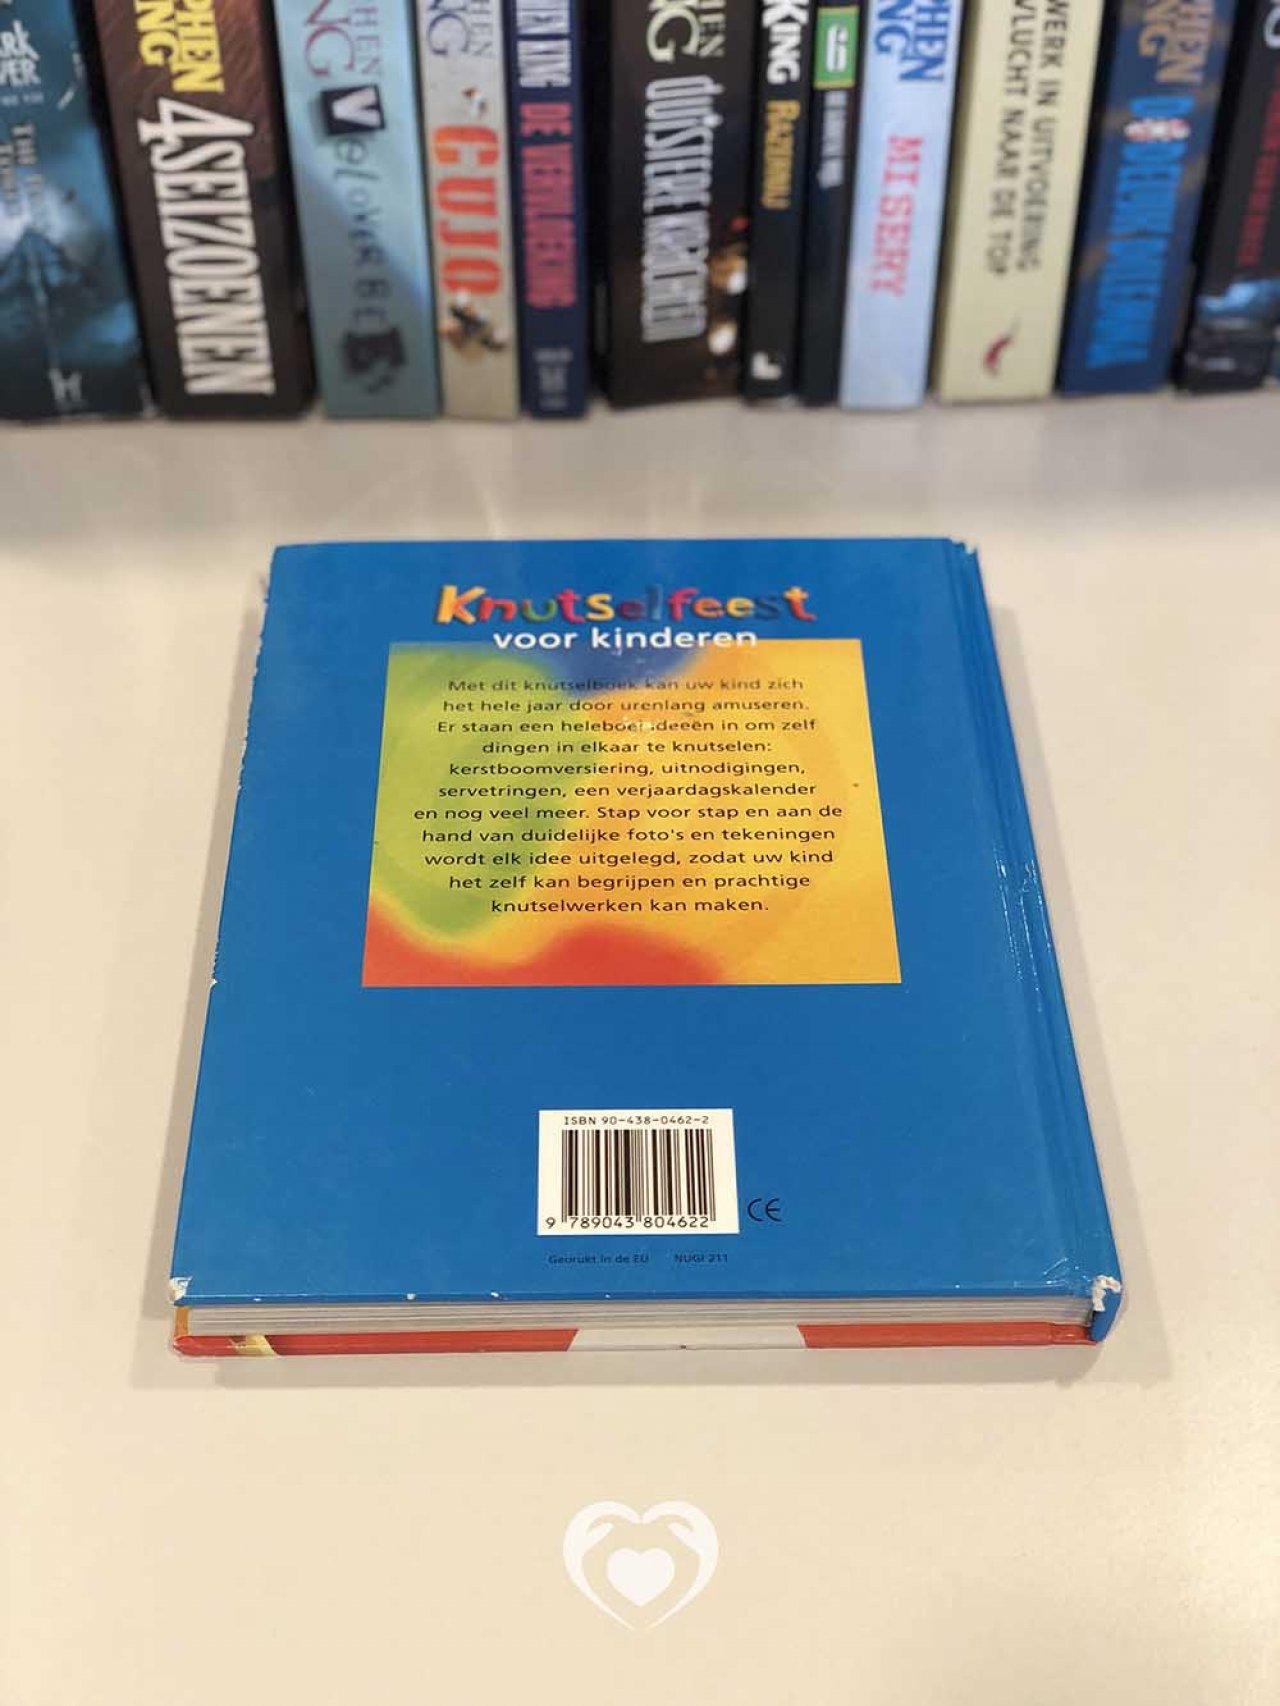 4 SEIZOENEN
CUJO
DE VERVLOEKING
DUISTERE KRACHTEN
KING
RAZERNIJ
MISERY
WERK IN UITVOERING
VLUCHT NAAR DE TOP
Knutselfeest
voor kinderen
Met dit knutselboek kan uw kind zich
het hele jaar door urenlang amuseren.
Er staan een heleboel ideeën in om zelf
dingen in elkaar te knutselen:
kerstboomversiering, uitnodigingen,
servetringen, een verjaardagskalender
en nog veel meer. Stap voor stap en aan de
hand van duidelijke foto's en tekeningen
wordt elk idee uitgelegd, zodat uw kind
het zelf kan begrijpen en prachtige
knutselwerken kan maken.
ISBN 90-438-0462-2
9 789043 804622
CE
Gedrukt in de EU NUGI 211